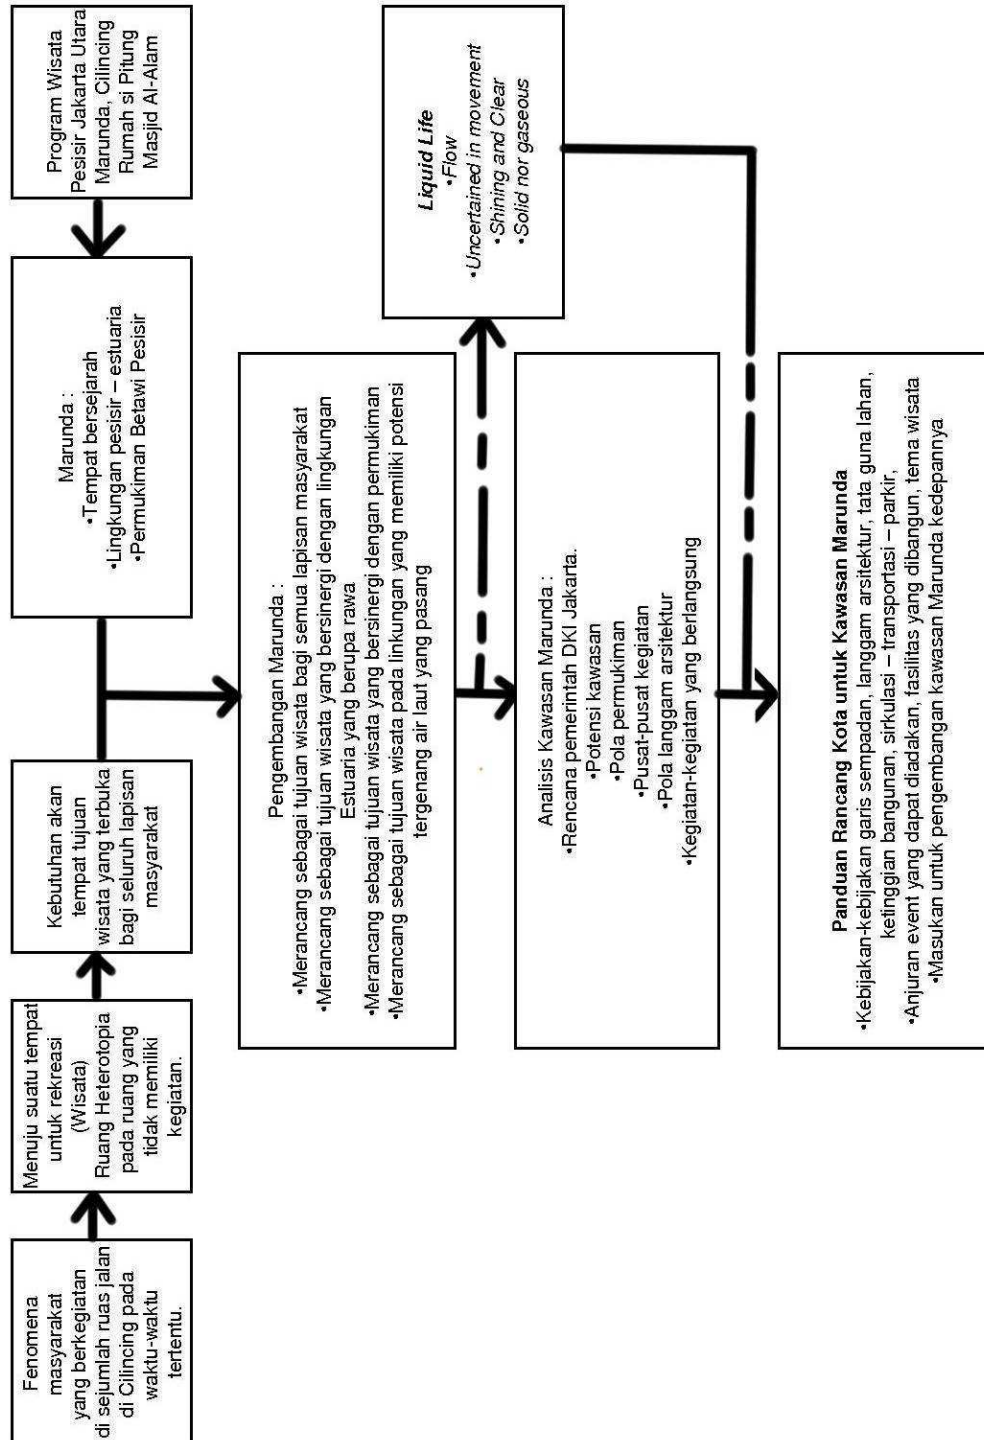 Fenomena
masyarakat
yang berkegiatan
di sejumlah ruas jalan
di Cilincing pada
waktu-waktu
tertentu.
Menuju suatu tempat
untuk rekreasi
(Wisata)
Ruang Heterotopia
pada ruang yang
tidak memiliki
kegiatan.
Kebutuhan akan
tempat tujuan
wisata yang terbuka
bagi seluruh lapisan
masyarakat
Marunda :
•Tempat bersejarah
•Lingkungan pesisir – estuaria
•Permukiman Betawi Pesisir
Program Wisata
Pesisir Jakarta Utara
Marunda, Cilincing
Rumah si Pitung
Masjid Al-Alam
Pengembangan Marunda :
•Merancang sebagai tujuan wisata bagi semua lapisan masyarakat
•Merancang sebagai tujuan wisata yang bersinergi dengan lingkungan
Estuaria yang berupa rawa
•Merancang sebagai tujuan wisata yang bersinergi dengan permukiman
•Merancang sebagai tujuan wisata pada linkungan yang memiliki potensi
tergenang air laut yang pasang
Liquid Life
•Flow
•Uncertained in movement
•Shining and Clear
•Solid nor gaseous
Analisis Kawasan Marunda :
•Rencana pemerintah DKI Jakarta.
•Potensi kawasan
•Pola permukiman
•Pusat-pusat kegiatan
•Pola langgam arsitektur
•Kegiatan-kegiatan yang berlangsung
Panduan Rancang Kota untuk Kawasan Marunda
•Kebijakan-kebijakan garis sempadan, langgam arsitektur, tata guna lahan,
ketinggian bangunan, sirkulasi – transportasi – parkir,
•Anjuran event yang dapat diadakan, fasilitas yang dibangun, tema wisata
•Masukan untuk pengembangan kawasan Marunda kedepannya